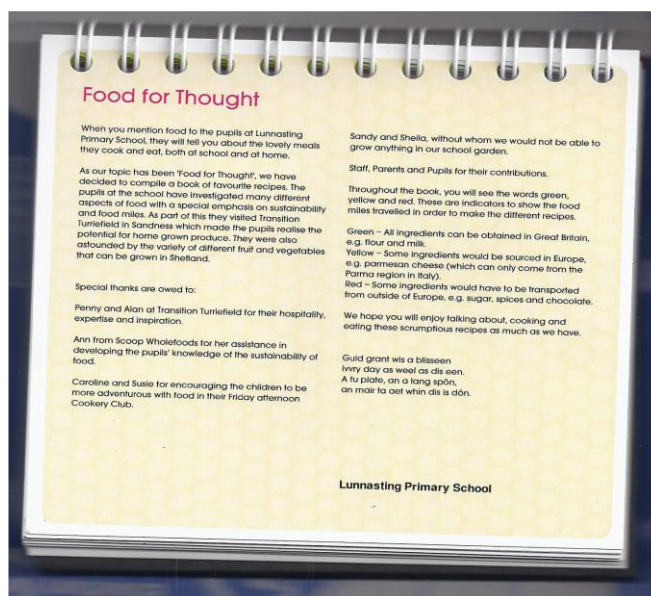 Food for Thought
When you mention food to the pupils at Lunnasting
Primary School, they will tell you about the lovely meals
they cook and eat, both at school and at home.
As our topic has been 'Food for Thought', we have
decided to compile a book of favourite recipes. The
pupils at the school have investigated many different
aspects of food with a special emphasis on sustainability
and food miles. As part of this they visited Transition
Turriefield in Sandness which made the pupils realise the
potential for home grown produce. They were also
astounded by the variety of different fruit and vegetables
that can be grown in Shetland.
Special thanks are owed to:
Penny and Alan at Transition Turriefield for their hospitality,
expertise and inspiration.
Ann from Scoop Wholefoods for her assistance in
developing the pupils' knowledge of the sustainability of
food.
Caroline and Susie for encouraging the children to be
more adventurous with food in their Friday afternoon
Cookery Club.
Sandy and Sheila, without whom we would not be able to
grow anything in our school garden.
Staff, Parents and Pupils for their contributions.
Throughout the book, you will see the words green,
yellow and red. These are indicators to show the food
miles travelled in order to make the different recipes.
Green – All ingredients can be obtained in Great Britain,
e.g. flour and milk.
Yellow – Some ingredients would be sourced in Europe,
e.g. parmesan cheese (which can only come from the
Parma region in Italy).
Red – Some ingredients would have to be transported
from outside of Europe, e.g. sugar, spices and chocolate.
We hope you will enjoy talking about, cooking and
eating these scrumptious recipes as much as we have.
Guid grant wis a blisseen
Ivvry day as weel as dis een.
A fu plate, an a lang spön,
an mair ta aet whin dis is dön.
Lunnasting Primary School